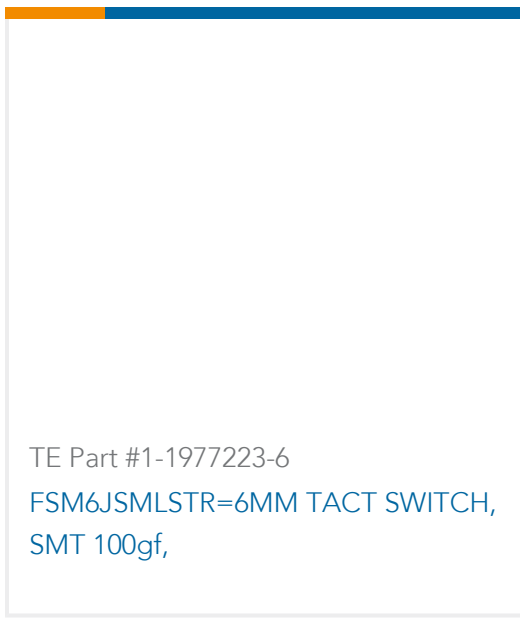 TE Part #1-1977223-6
FSM6JSMLSTR=6MM TACT SWITCH,
SMT 100gf,